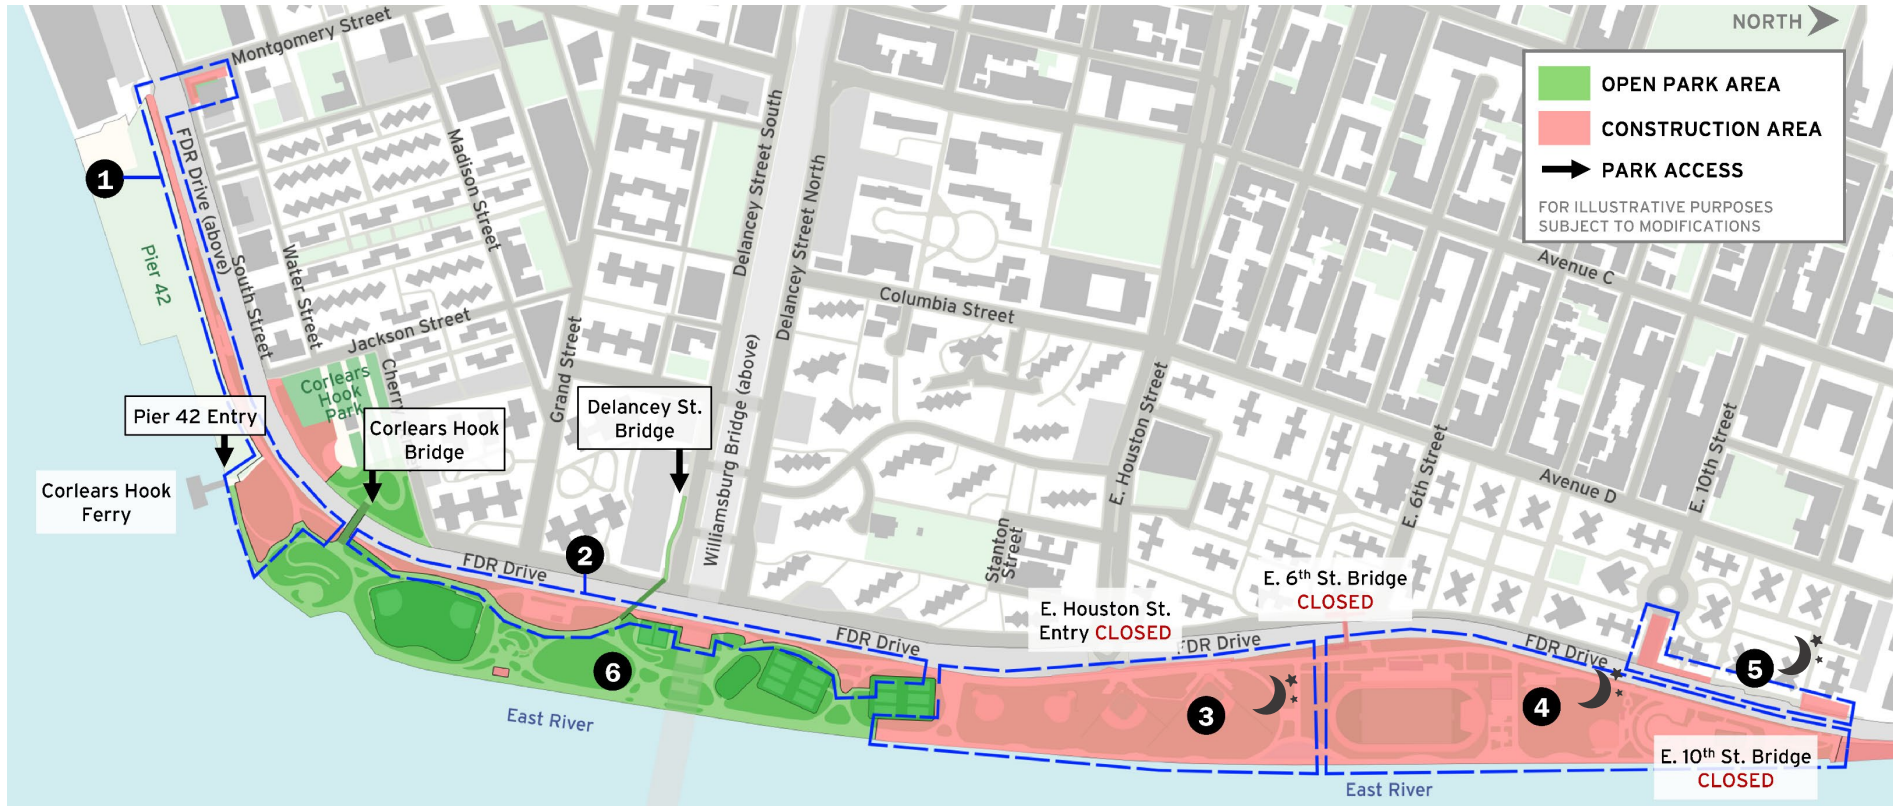 NORTH
OPEN PARK AREA
CONSTRUCTION AREA
PARK ACCESS
FOR ILLUSTRATIVE PURPOSES
SUBJECT TO MODIFICATIONS
Montgomery Street
FDR Drive (above)
South Street
Water Street
Madison Street
Jackson Street
Cherry
Grand Street
Delancey Street South
Delancey Street North
Williamsburg Bridge (above)
Columbia Street
E. Houston Street
Stanton
Street
E. 6th Street
E. 10th Street
Avenue C
Avenue D
1
Pier 42
Corlears
Hook
Park
Pier 42 Entry
Corlears Hook
Bridge
Delancey St.
Bridge
Corlears Hook
Ferry
FDR Drive
2
FDR Drive
E. Houston St.
Entry CLOSED
FDR Drive
E. 6th St. Bridge
CLOSED
FDR Drive
5
6
3
4
E. 10th St. Bridge
CLOSED
East River
East River